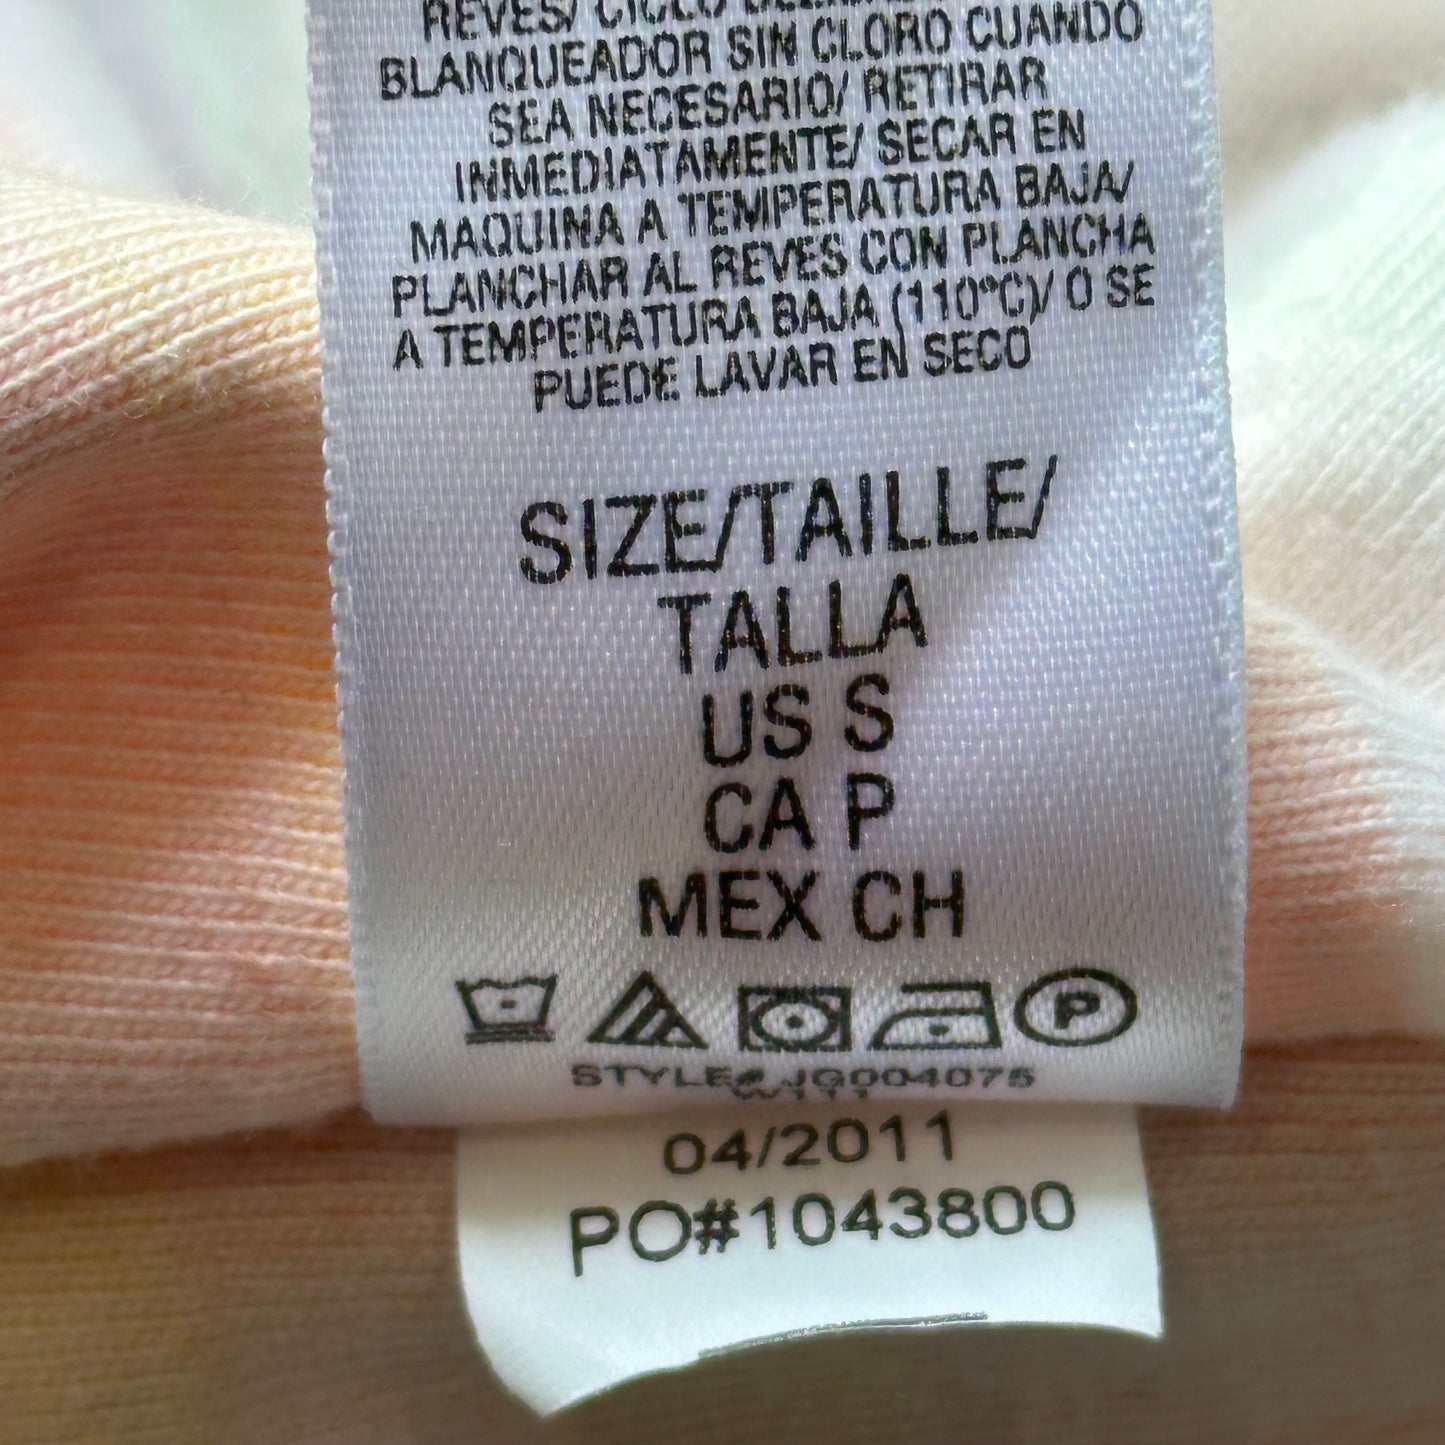 REVES/ CICLO
BLANQUEADOR SIN CLORO CUANDO
SEA NECESARIO/ RETIRAR
INMEDIATAMENTE/ SECAR EN
MAQUINA A TEMPERATURA BAJA/
PLANCHAR AL REVES CON PLANCHA
A TEMPERATURA BAJA (110°C)/ O SE
PUEDE LAVAR EN SECO
SIZE/TAILLE/
TALLA
US S
CA P
MEX CH
P
STYLE# JG004075
04/2011
PO#1043800